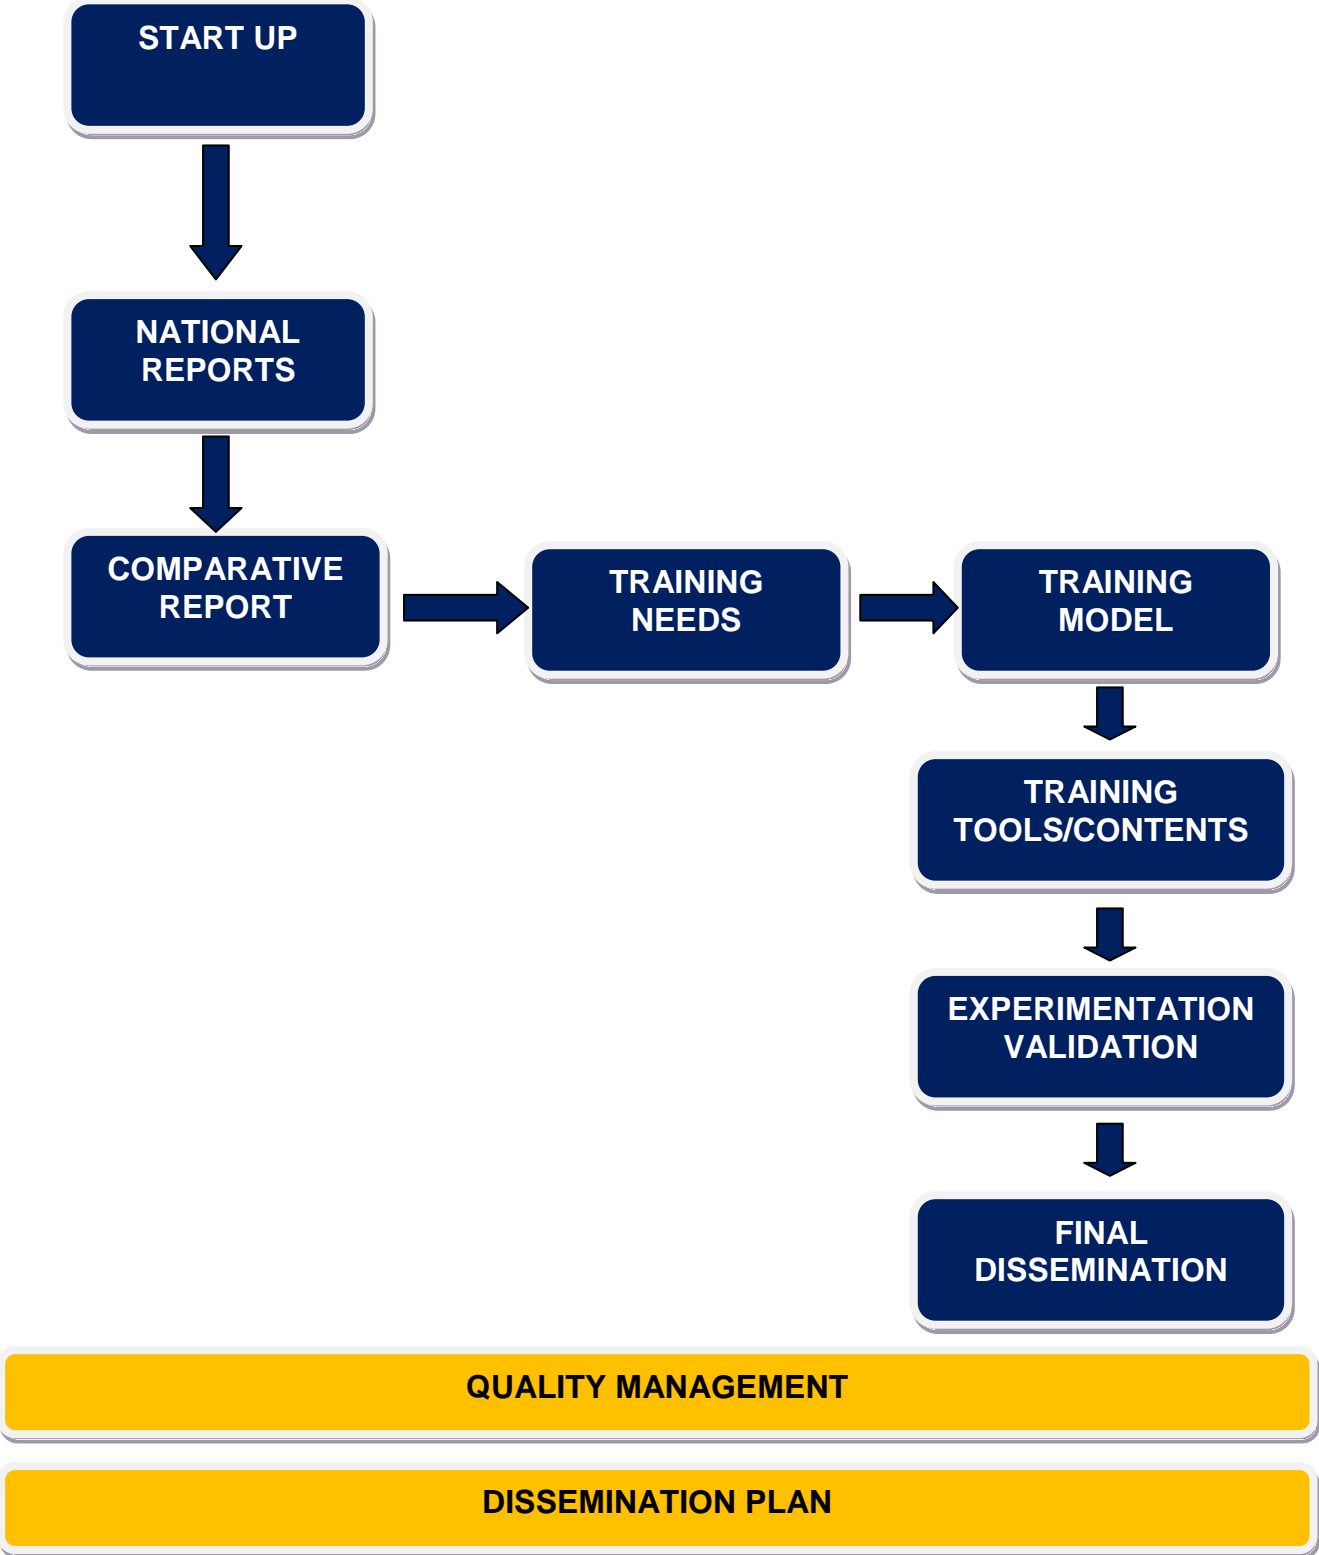 START UP
NATIONAL
REPORTS
COMPARATIVE
REPORT
TRAINING
NEEDS
TRAINING
MODEL
TRAINING
TOOLS/CONTENTS
EXPERIMENTATION
VALIDATION
FINAL
DISSEMINATION
QUALITY MANAGEMENT
DISSEMINATION PLAN